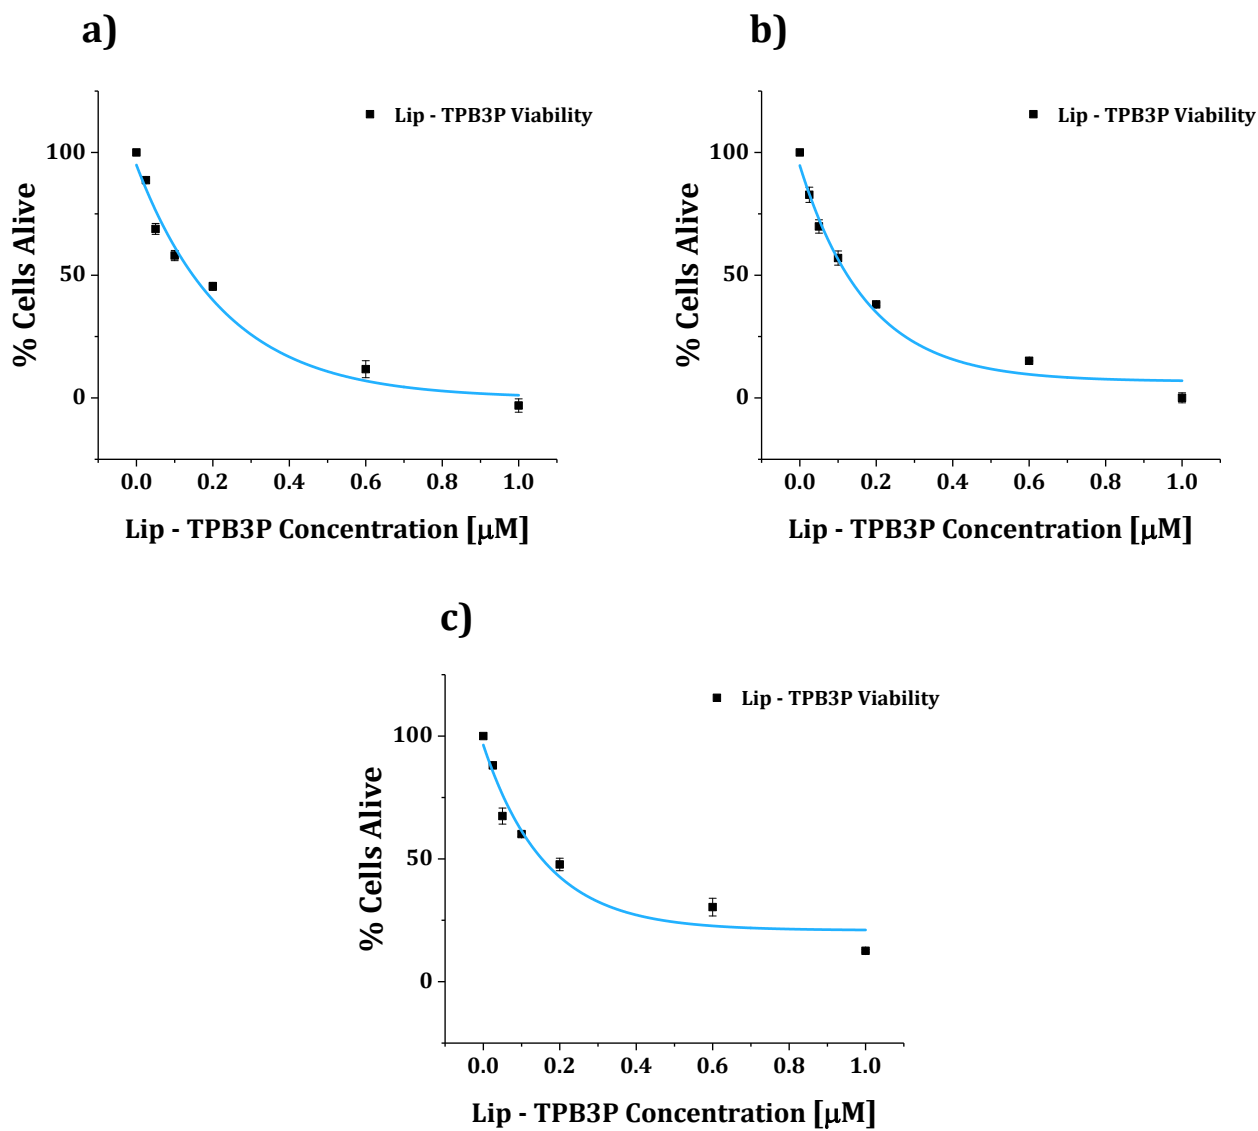 a)
Lip - TPB3P Viability
100
50
0
% Cells Alive
0.0 0.2 0.4 0.6 0.8 1.0
Lip - TPB3P Concentration [μM]
b)
Lip - TPB3P Viability
100
50
0
% Cells Alive
0.0 0.2 0.4 0.6 0.8 1.0
Lip - TPB3P Concentration [μM]
c)
Lip - TPB3P Viability
100
50
0
% Cells Alive
0.0 0.2 0.4 0.6 0.8 1.0
Lip - TPB3P Concentration [μM]